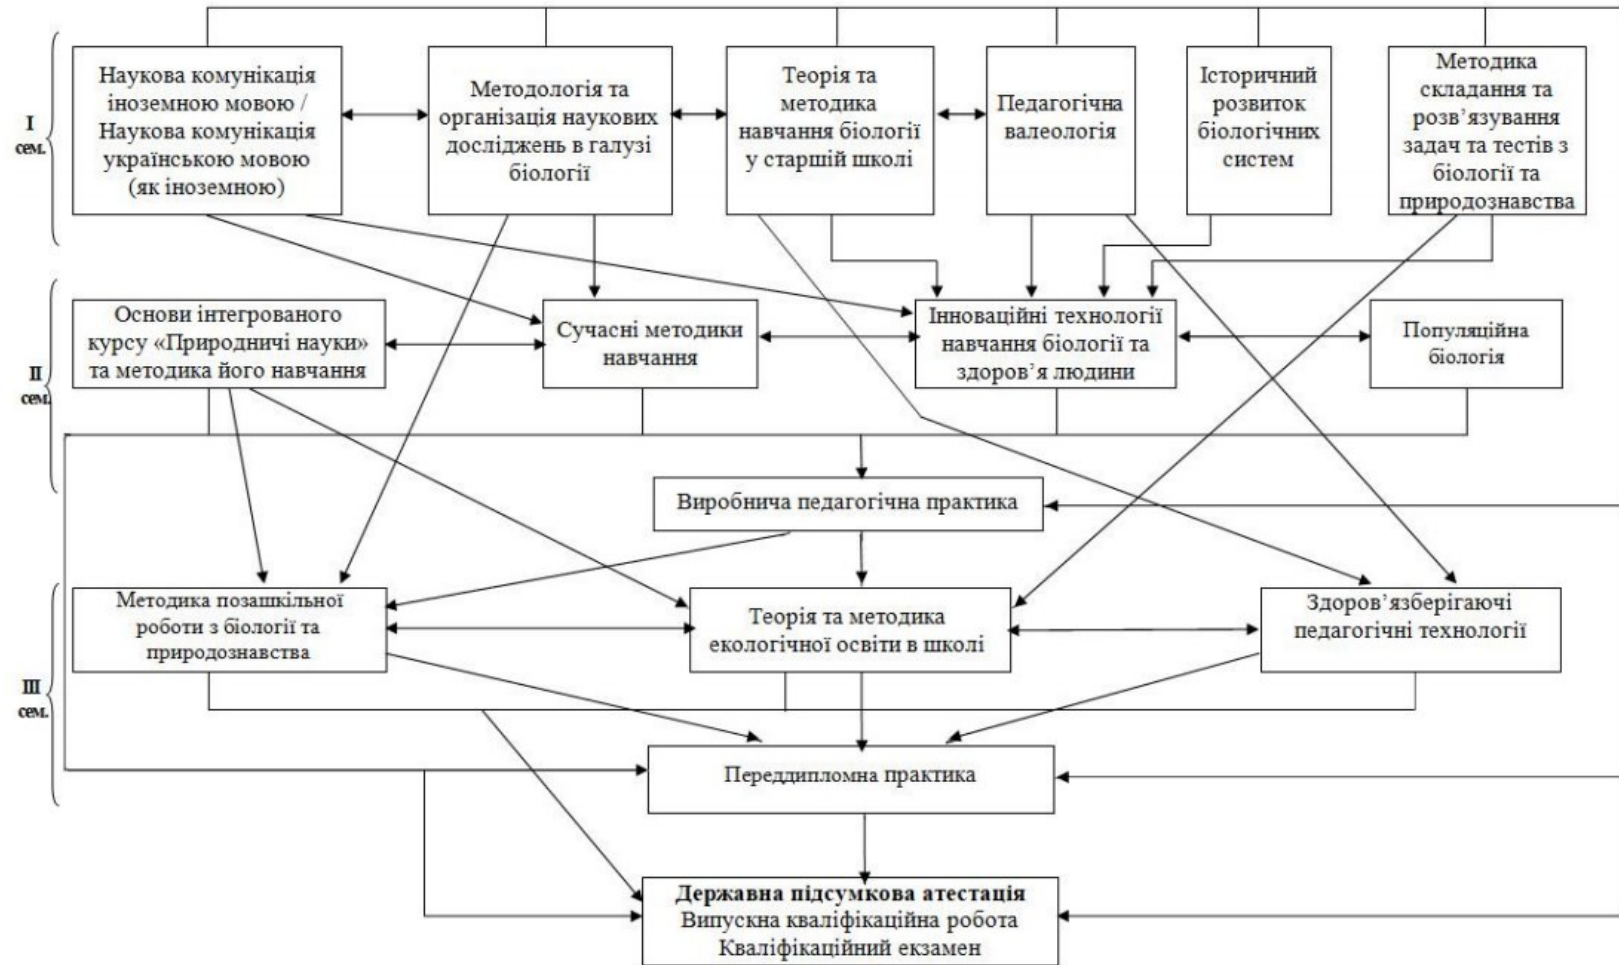 І
сем.
Наукова комунікація
іноземною мовою /
Наукова комунікація
українською мовою
(як іноземною)
Методологія та
організація наукових
досліджень в галузі
біології
Теорія та
методика
навчання біології
у старшій школі
Педагогічна
валеологія
Історичний
розвиток
біологічних
систем
Методика
складання та
розв’язування
задач та тестів з
біології та
природознавства
ІІ
сем.
Основи інтегрованого
курсу «Природничі науки»
та методика його навчання
Сучасні методики
навчання
Інноваційні технології
навчання біології та
здоров’я людини
Популяційна
біологія
Виробнича педагогічна практика
ІІІ
сем.
Методика позашкільної
роботи з біології та
природознавства
Теорія та методика
екологічної освіти в школі
Здоров’язберігаючі
педагогічні технології
Переддипломна практика
Державна підсумкова атестація
Випускна кваліфікаційна робота
Кваліфікаційний екзамен